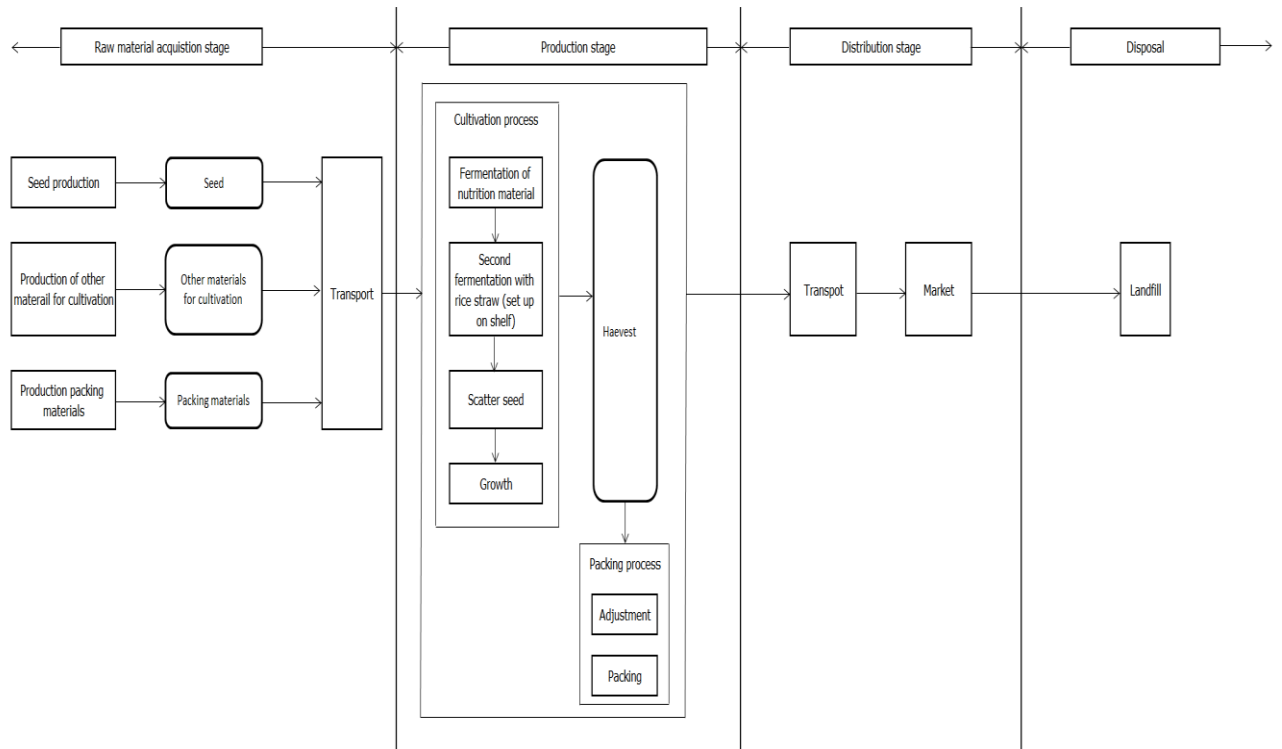 Raw material acquistion stage
Production stage
Distribution stage
Disposal
Cultivation process
Seed production
Seed
Fermentation of
nutrition material
Production of other
materail for cultivation
Other materials
for cultivation
Transport
Second
fermentation with
rice straw (set up
on shelf)
Haevest
Transpot
Market
Landfill
Production packing
materials
Packing materials
Scatter seed
Growth
Packing process
Adjustment
Packing